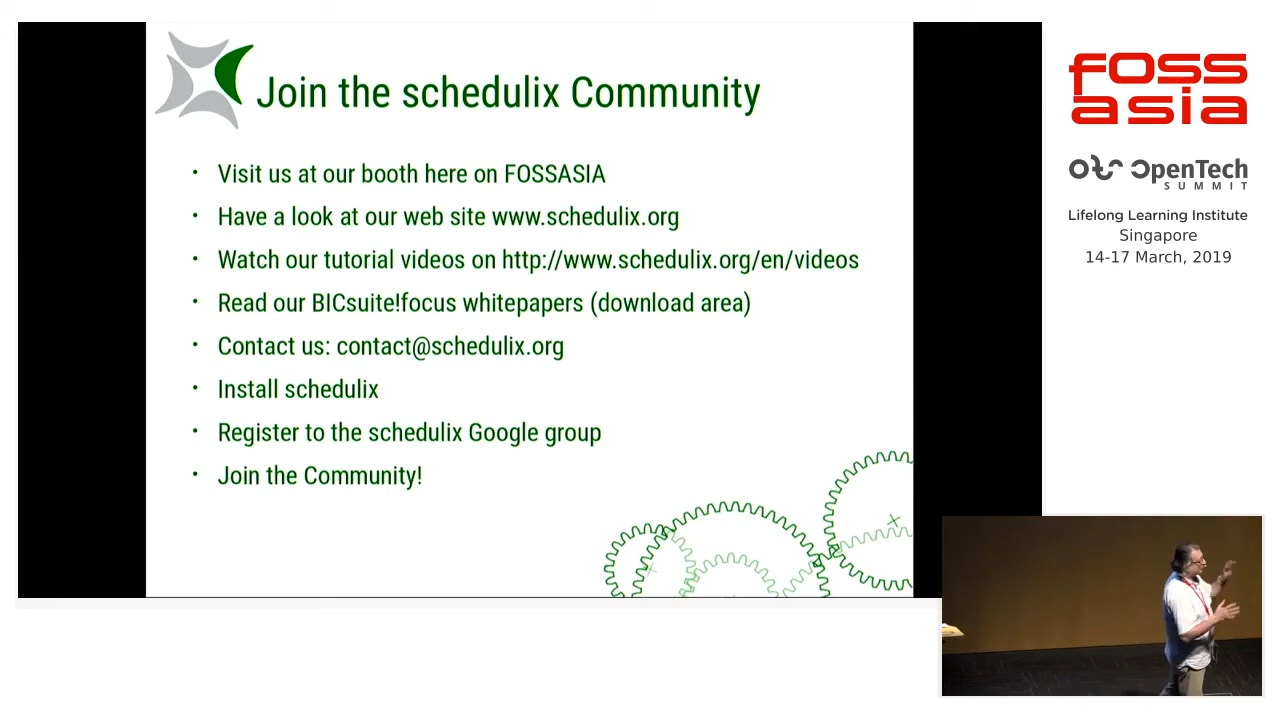 Join the schedulix Community
• Visit us at our booth here on FOSSASIA
• Have a look at our web site www.schedulix.org
• Watch our tutorial videos on http://www.schedulix.org/en/videos
• Read our BICsuite!focus whitepapers (download area)
• Contact us: contact@schedulix.org
• Install schedulix
• Register to the schedulix Google group
• Join the Community!
FOSS
asia
OpenTech
SUMMIT
Lifelong Learning Institute
Singapore
14-17 March, 2019